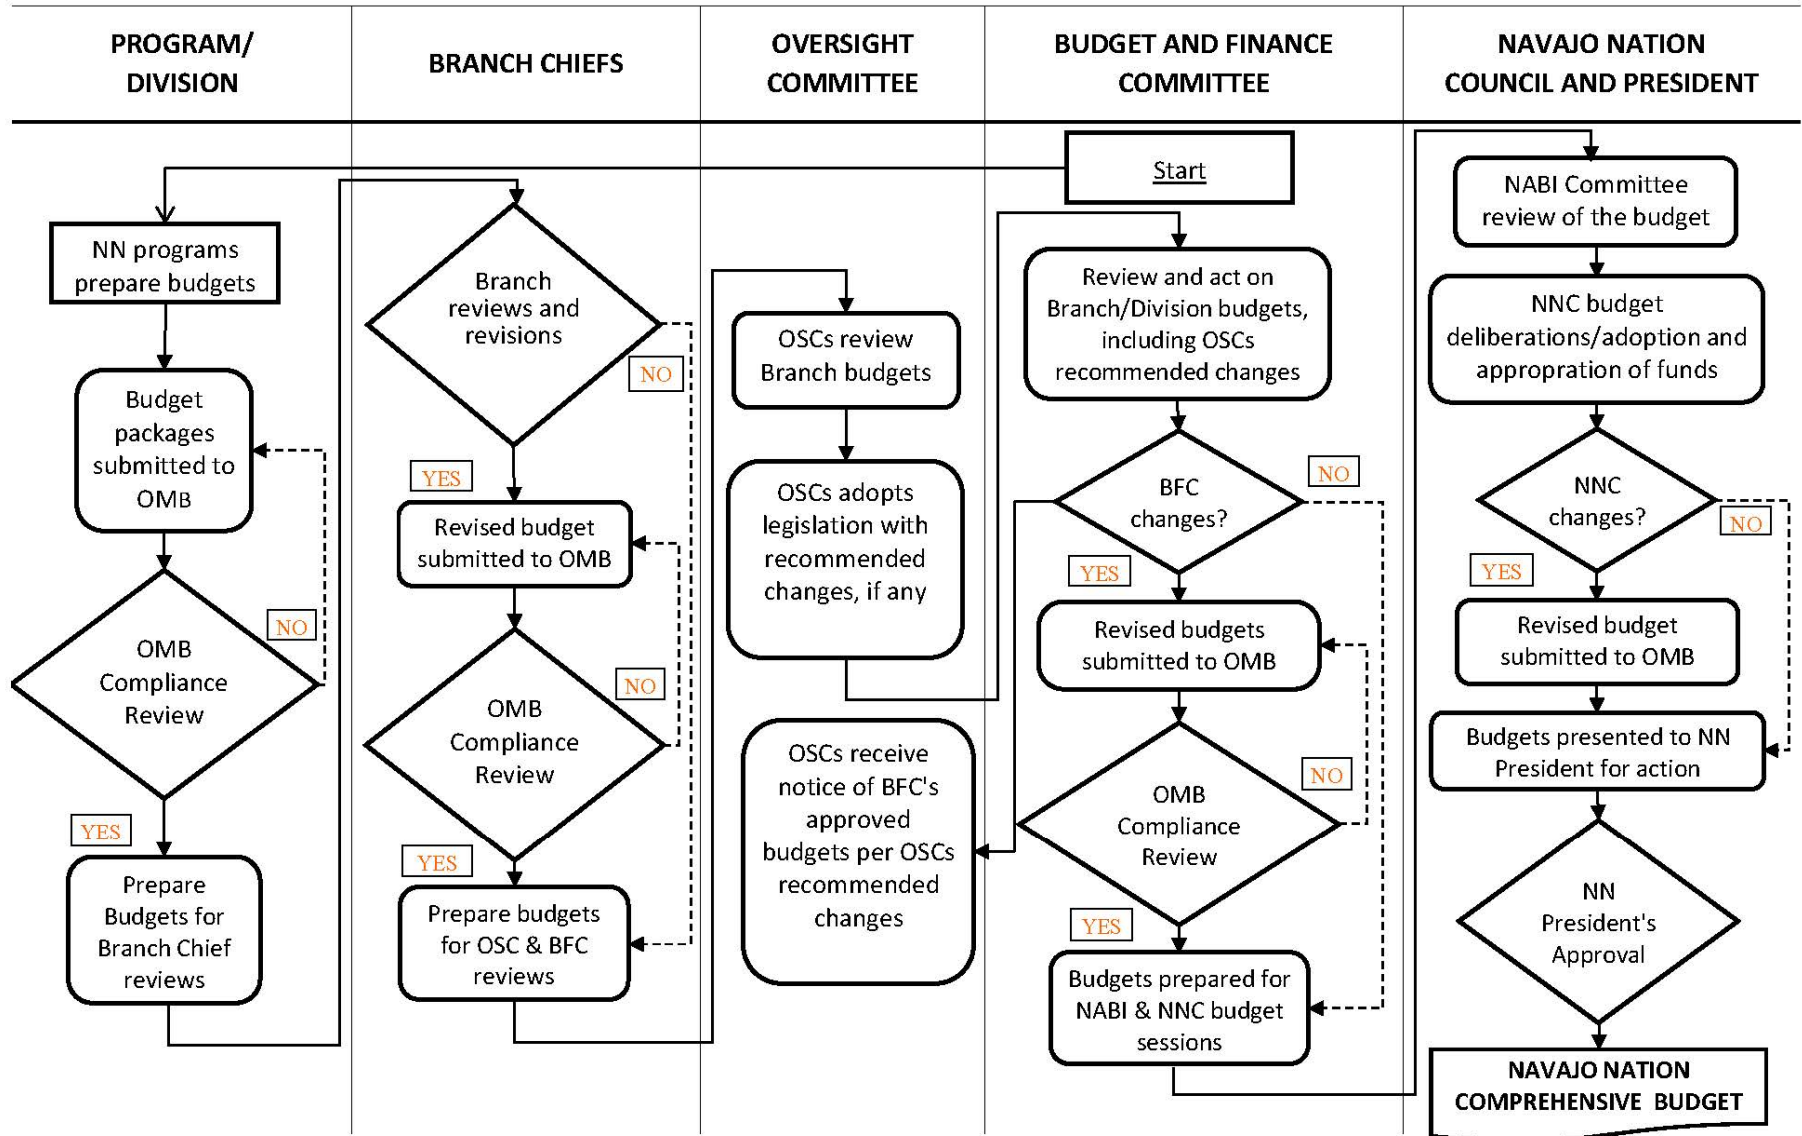 PROGRAM/
DIVISION
BRANCH CHIEFS
OVERSIGHT
COMMITTEE
BUDGET AND FINANCE
COMMITTEE
NAVAJO NATION
COUNCIL AND PRESIDENT
NN programs
prepare budgets
Budget
packages
submitted to
OMB
NO
OMB
Compliance
Review
YES
Prepare
Budgets for
Branch Chief
reviews
Branch
reviews and
revisions
NO
YES
Revised budget
submitted to OMB
NO
OMB
Compliance
Review
YES
Prepare budgets
for OSC & BFC
reviews
OSCs review
Branch budgets
OSCs adopts
legislation with
recommended
changes, if any
OSCs receive
notice of BFC's
approved
budgets per OSCs
recommended
changes
Start
Review and act on
Branch/Division budgets,
including OSCs
recommended changes
BFC
changes?
NO
YES
Revised budgets
submitted to OMB
NO
OMB
Compliance
Review
YES
Budgets prepared for
NABI & NNC budget
sessions
NABI Committee
review of the budget
NNC budget
deliberations/adoption and
appropration of funds
NNC
changes?
NO
YES
Revised budget
submitted to OMB
Budgets presented to NN
President for action
NN
President's
Approval
NAVAJO NATION
COMPREHENSIVE BUDGET